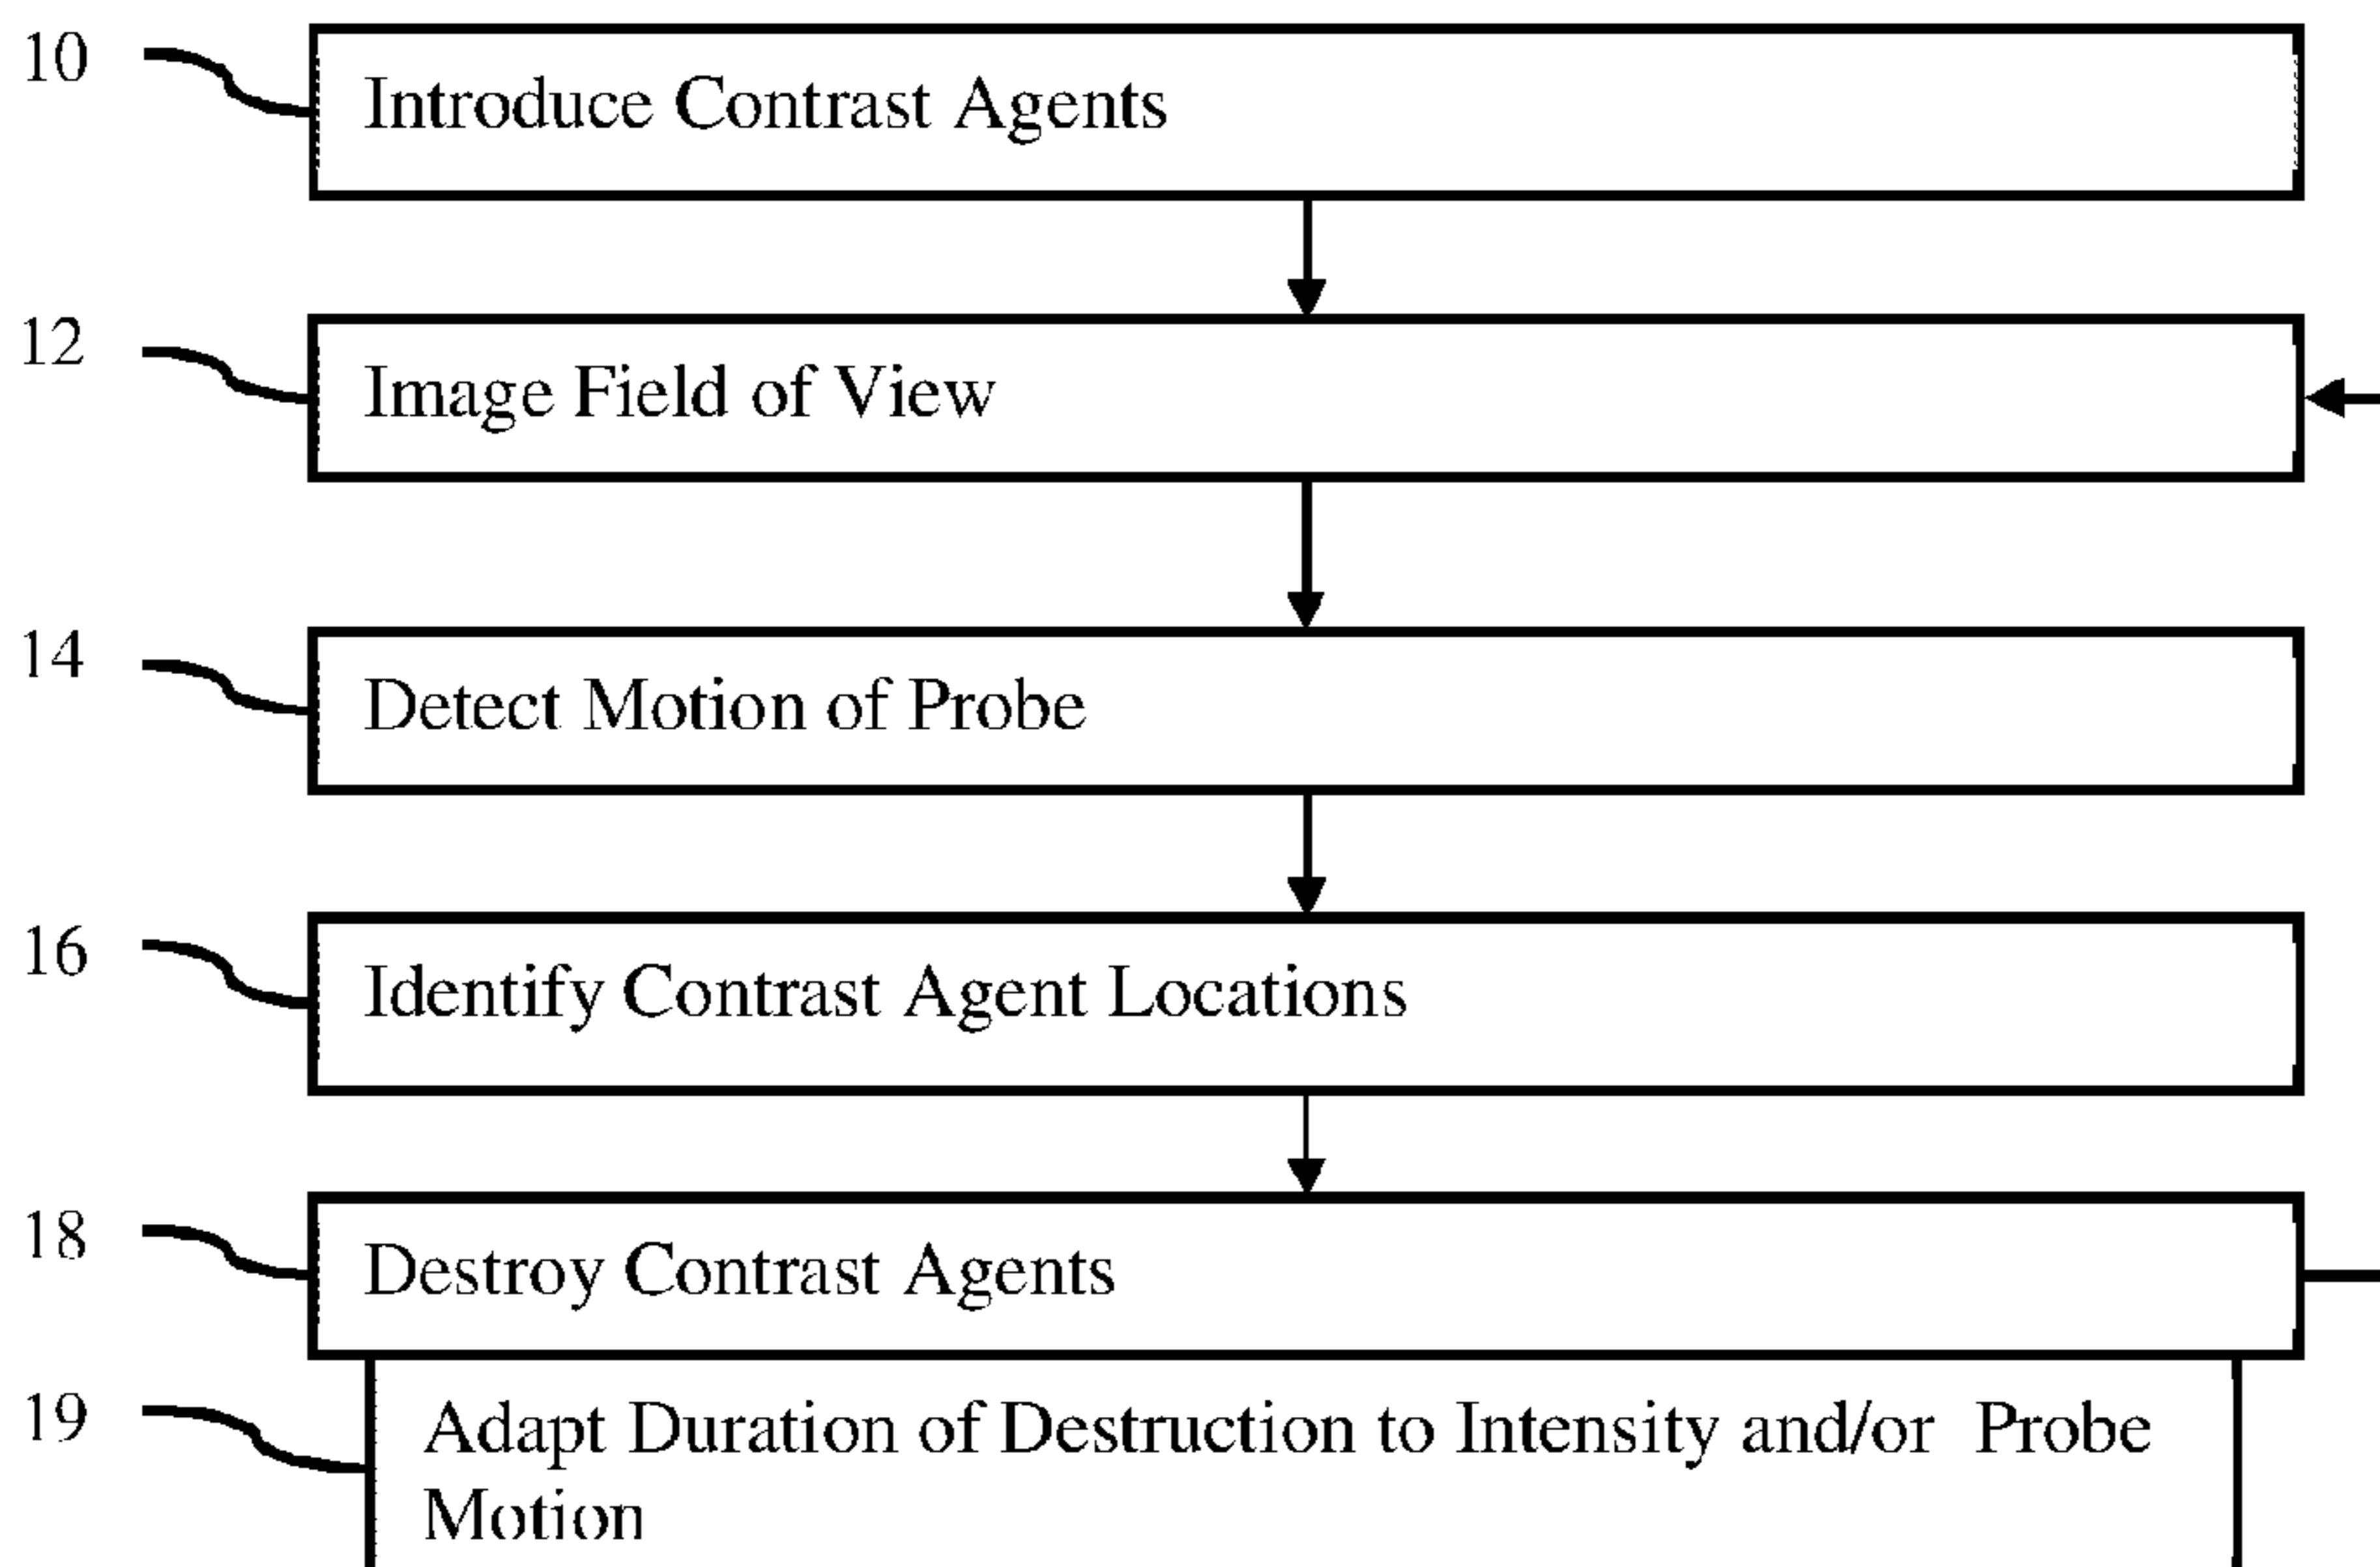 10
Introduce Contrast Agents
12
Image Field of View
14
Detect Motion of Probe
16
Identify Contrast Agent Locations
18
Destroy Contrast Agents
19
Adapt Duration of Destruction to Intensity and/or Probe
Motion